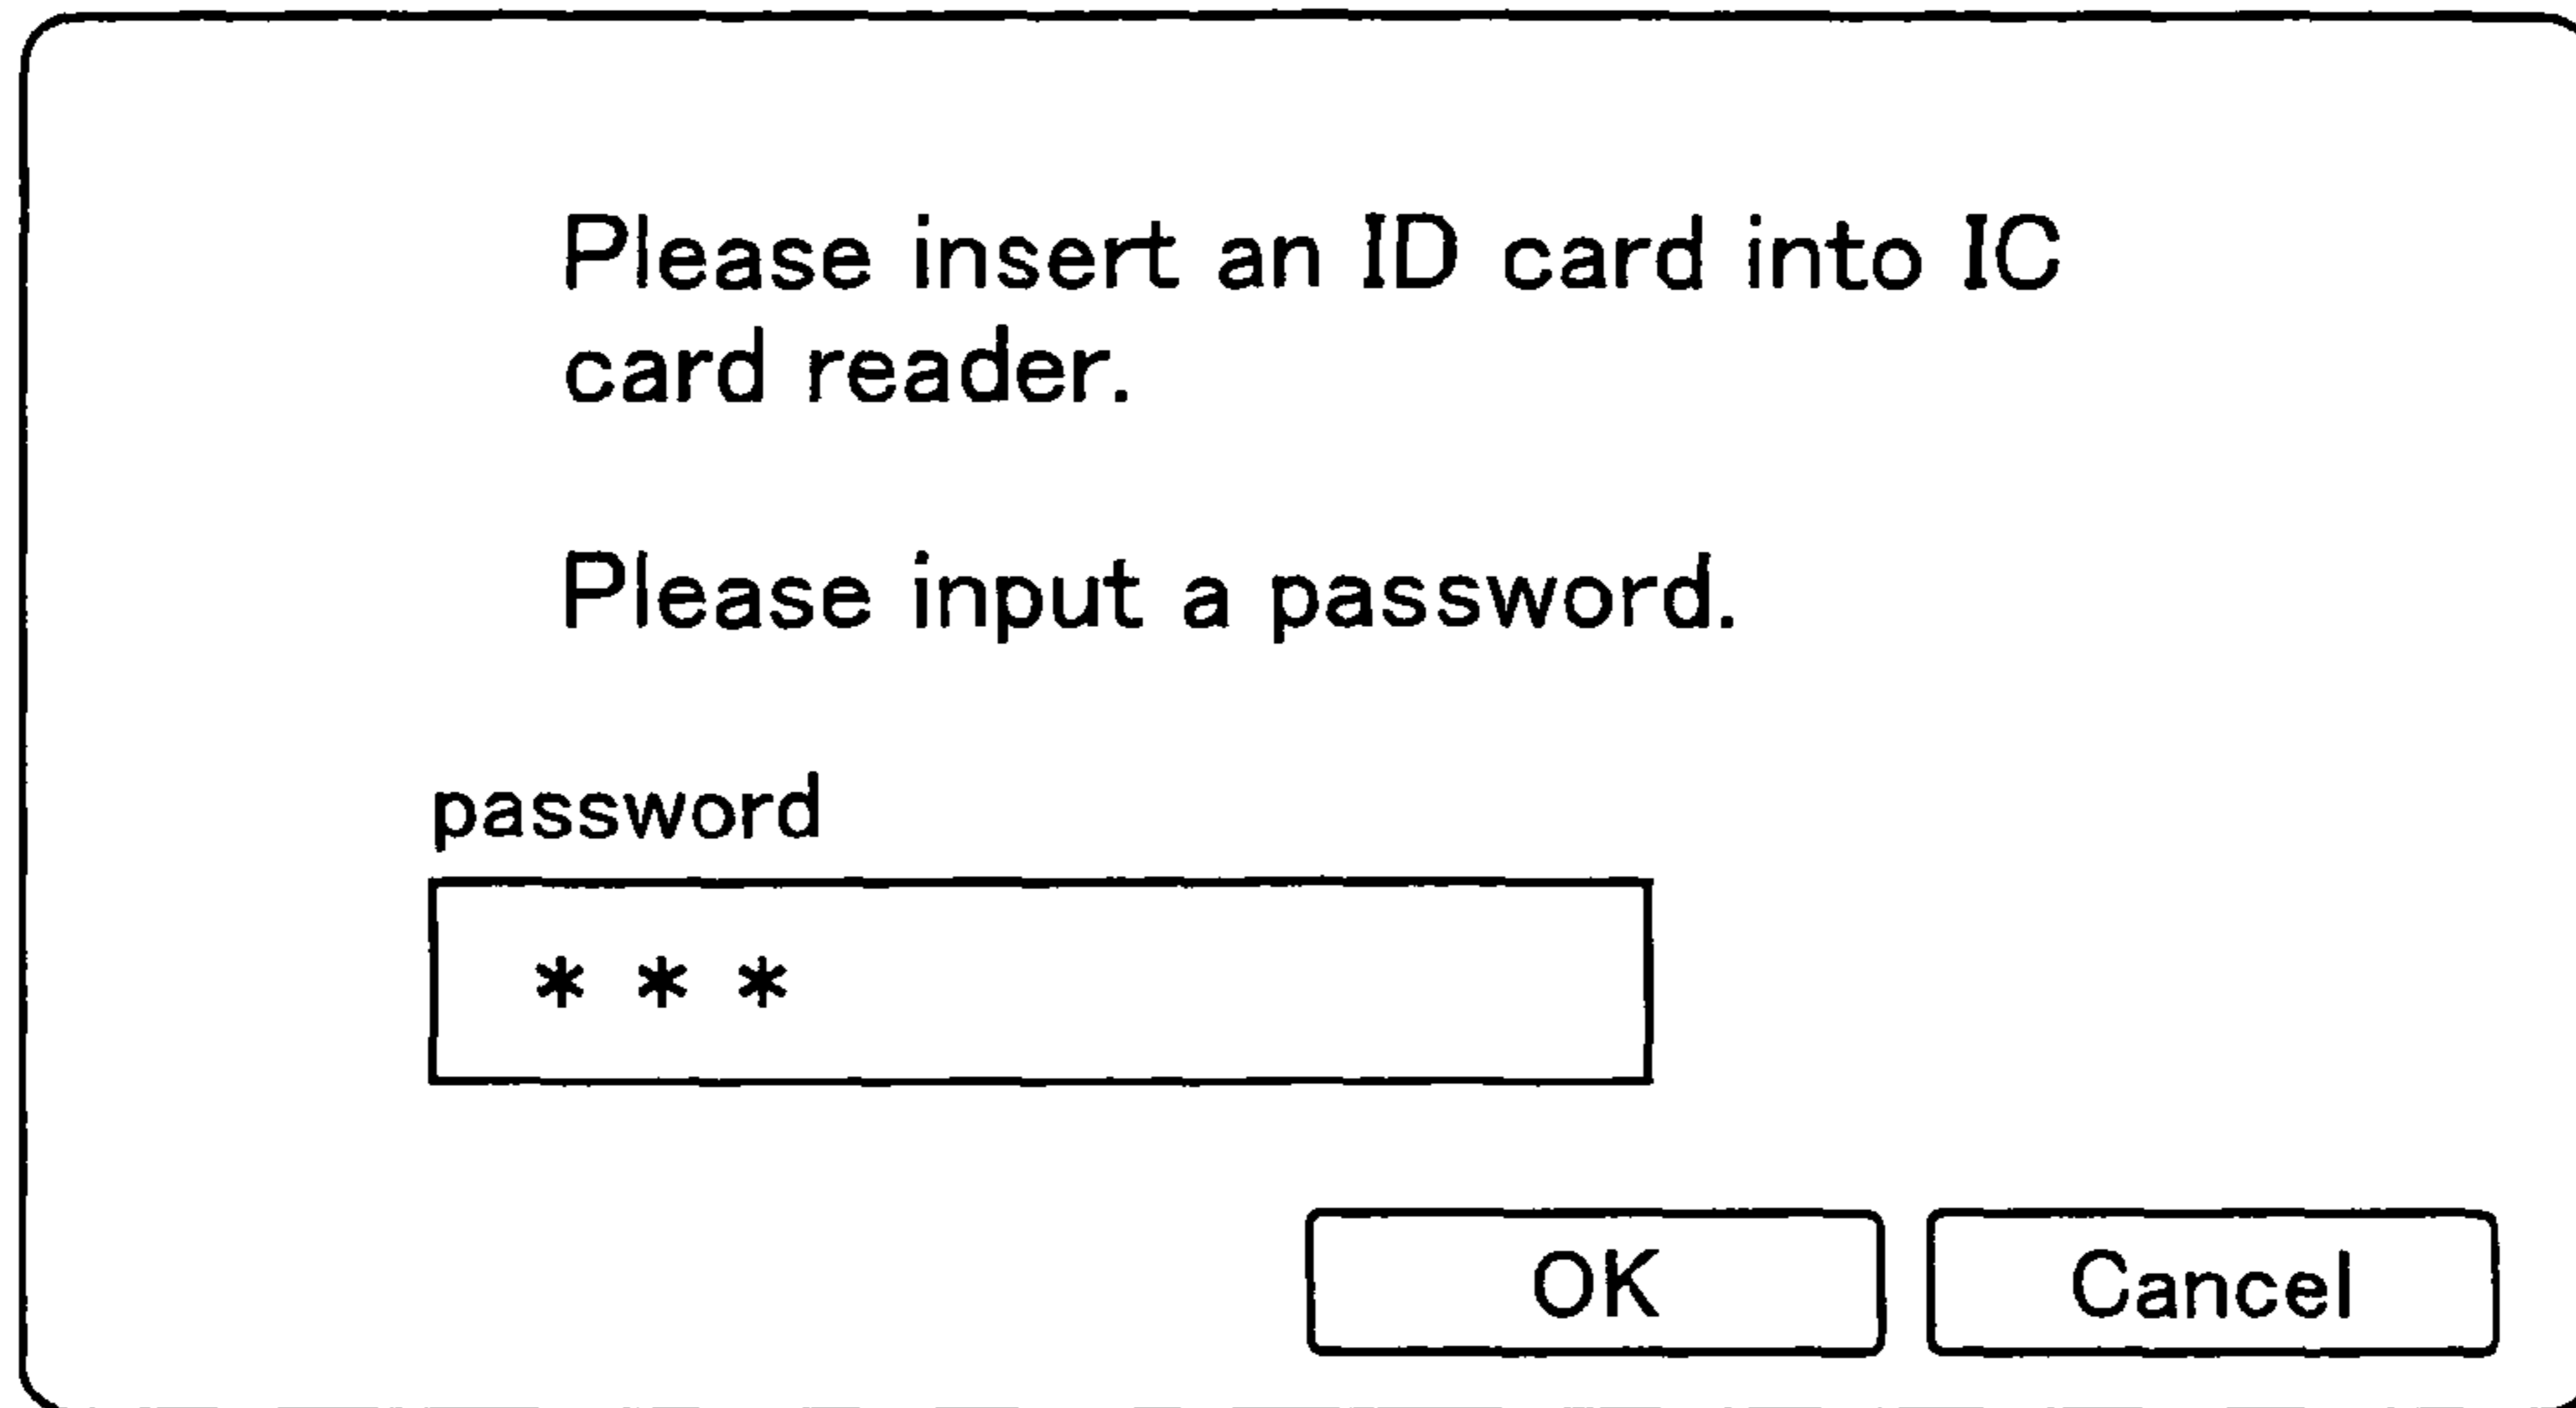 Please insert an ID card into IC
card reader.
Please input a password.
password
* * *
OK
Cancel